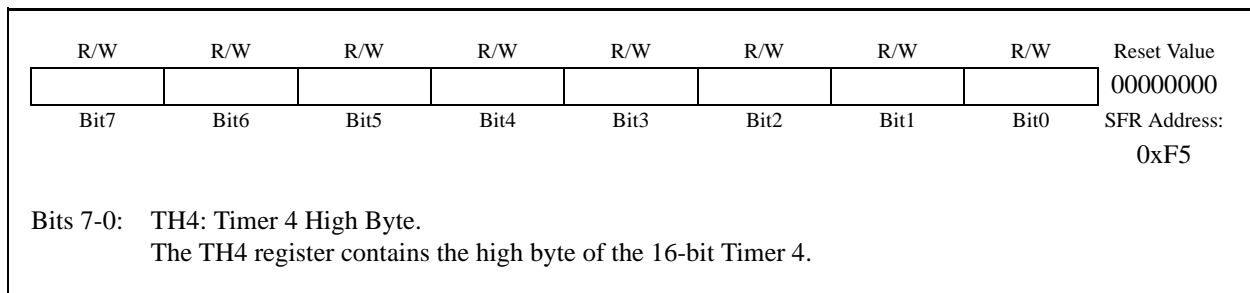 R/W R/W R/W R/W R/W R/W R/W R/W Reset Value
00000000
Bit7 Bit6 Bit5 Bit4 Bit3 Bit2 Bit1 Bit0 SFR Address:
0xF5
Bits 7-0: TH4: Timer 4 High Byte.
The TH4 register contains the high byte of the 16-bit Timer 4.